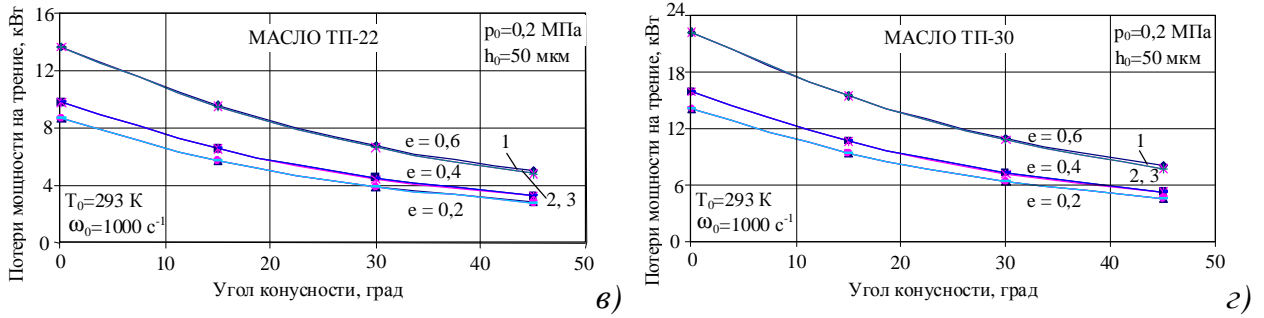 Потери мощности на трение, кВт
16
12
8
4
0
МАСЛО ТП-22
p₀=0,2 МПа
h₀=50 мкм
e = 0,6
1
e = 0,4
2, 3
e = 0,2
T₀=293 К
ω₀=1000 с⁻¹
0
10
20
30
40
50
Угол конусности, град
в)
Потери мощности на трение, кВт
24
18
12
6
0
МАСЛО ТП-30
p₀=0,2 МПа
h₀=50 мкм
e = 0,6
1
e = 0,4
2, 3
e = 0,2
T₀=293 К
ω₀=1000 с⁻¹
0
10
20
30
40
50
Угол конусности, град
г)